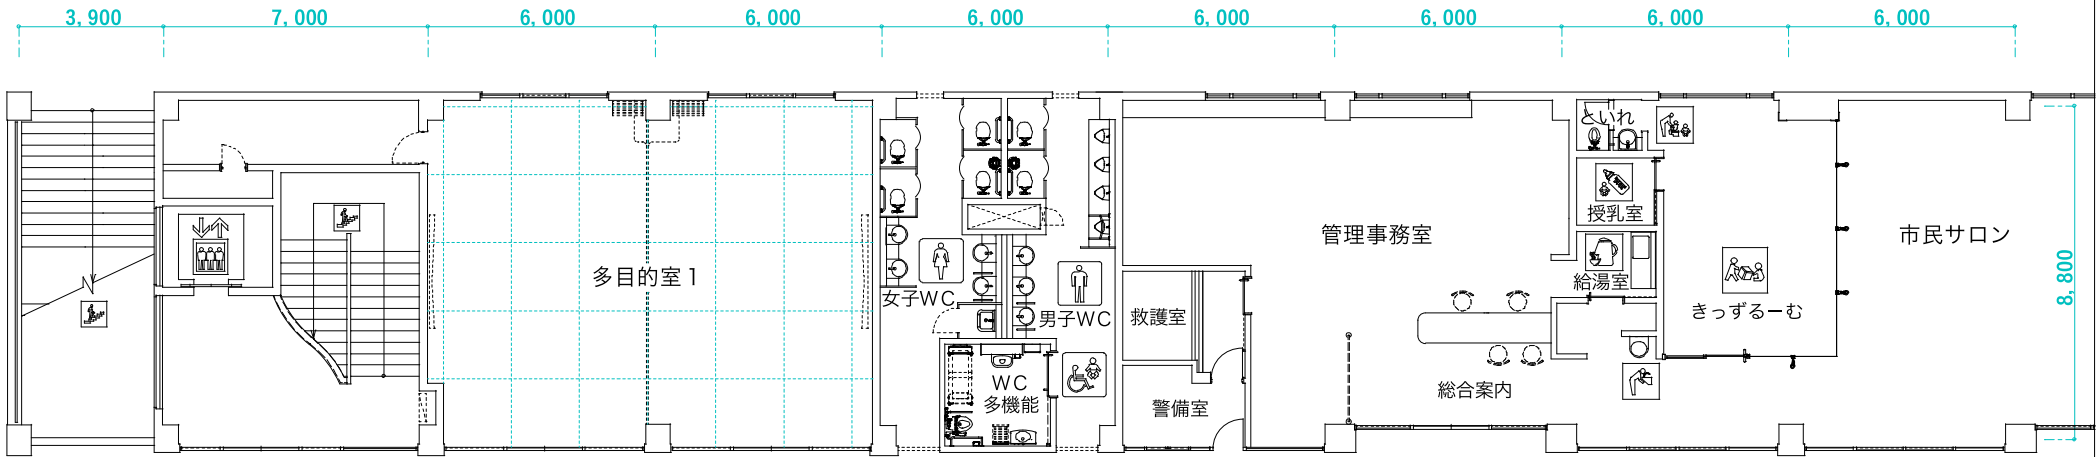 3,900
7,000
6,000
6,000
6,000
6,000
6,000
6,000
6,000
といれ
授乳室
管理事務室
市民サロン
8,800
多目的室1
給湯室
女子WC
男子WC
救護室
きっずるーむ
WC
多機能
総合案内
警備室
N